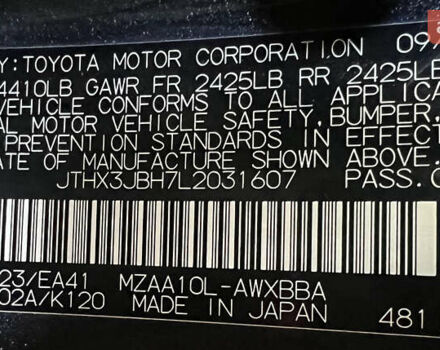 Y: TOYOTA MOTOR CORPORATION 09
4410LB GAWR FR 2425LB RR 2425LB
VEHICLE CONFORMS TO ALL APPLICA
AL MOTOR VEHICLE SAFETY, BUMPER,
PREVENTION STANDARDS IN EFFECT
ATE OF MANUFACTURE SHOWN ABOVE.
JTHX3JBH7L2031607 PASS.C
23/EA41 MZAA10L-AWXBBA
02A/K120 MADE IN JAPAN 481